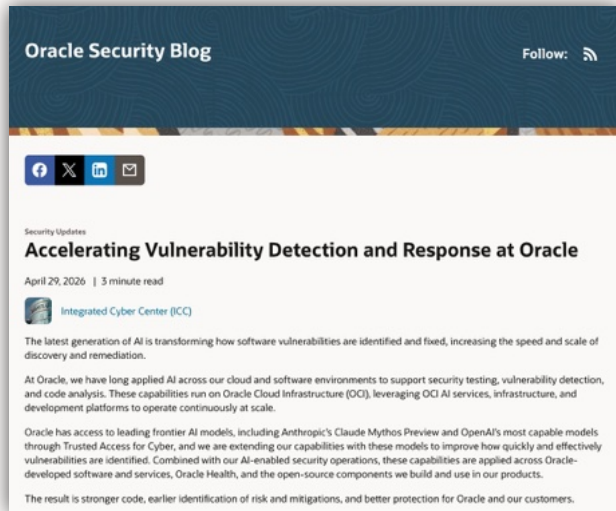 Oracle Security Blog
Follow:
Security Updates
Accelerating Vulnerability Detection and Response at Oracle
April 29, 2026 | 3 minute read
Integrated Cyber Center (ICC)
The latest generation of AI is transforming how software vulnerabilities are identified and fixed, increasing the speed and scale of
discovery and remediation.
At Oracle, we have long applied AI across our cloud and software environments to support security testing, vulnerability detection,
and code analysis. These capabilities run on Oracle Cloud Infrastructure (OCI), leveraging OCI AI services, infrastructure, and
development platforms to operate continuously at scale.
Oracle has access to leading frontier AI models, including Anthropic's Claude Mythos Preview and OpenAI's most capable models
through Trusted Access for Cyber, and we are extending our capabilities with these models to improve how quickly and effectively
vulnerabilities are identified. Combined with our AI-enabled security operations, these capabilities are applied across Oracle-
developed software and services, Oracle Health, and the open-source components we build and use in our products.
The result is stronger code, earlier identification of risk and mitigations, and better protection for Oracle and our customers.